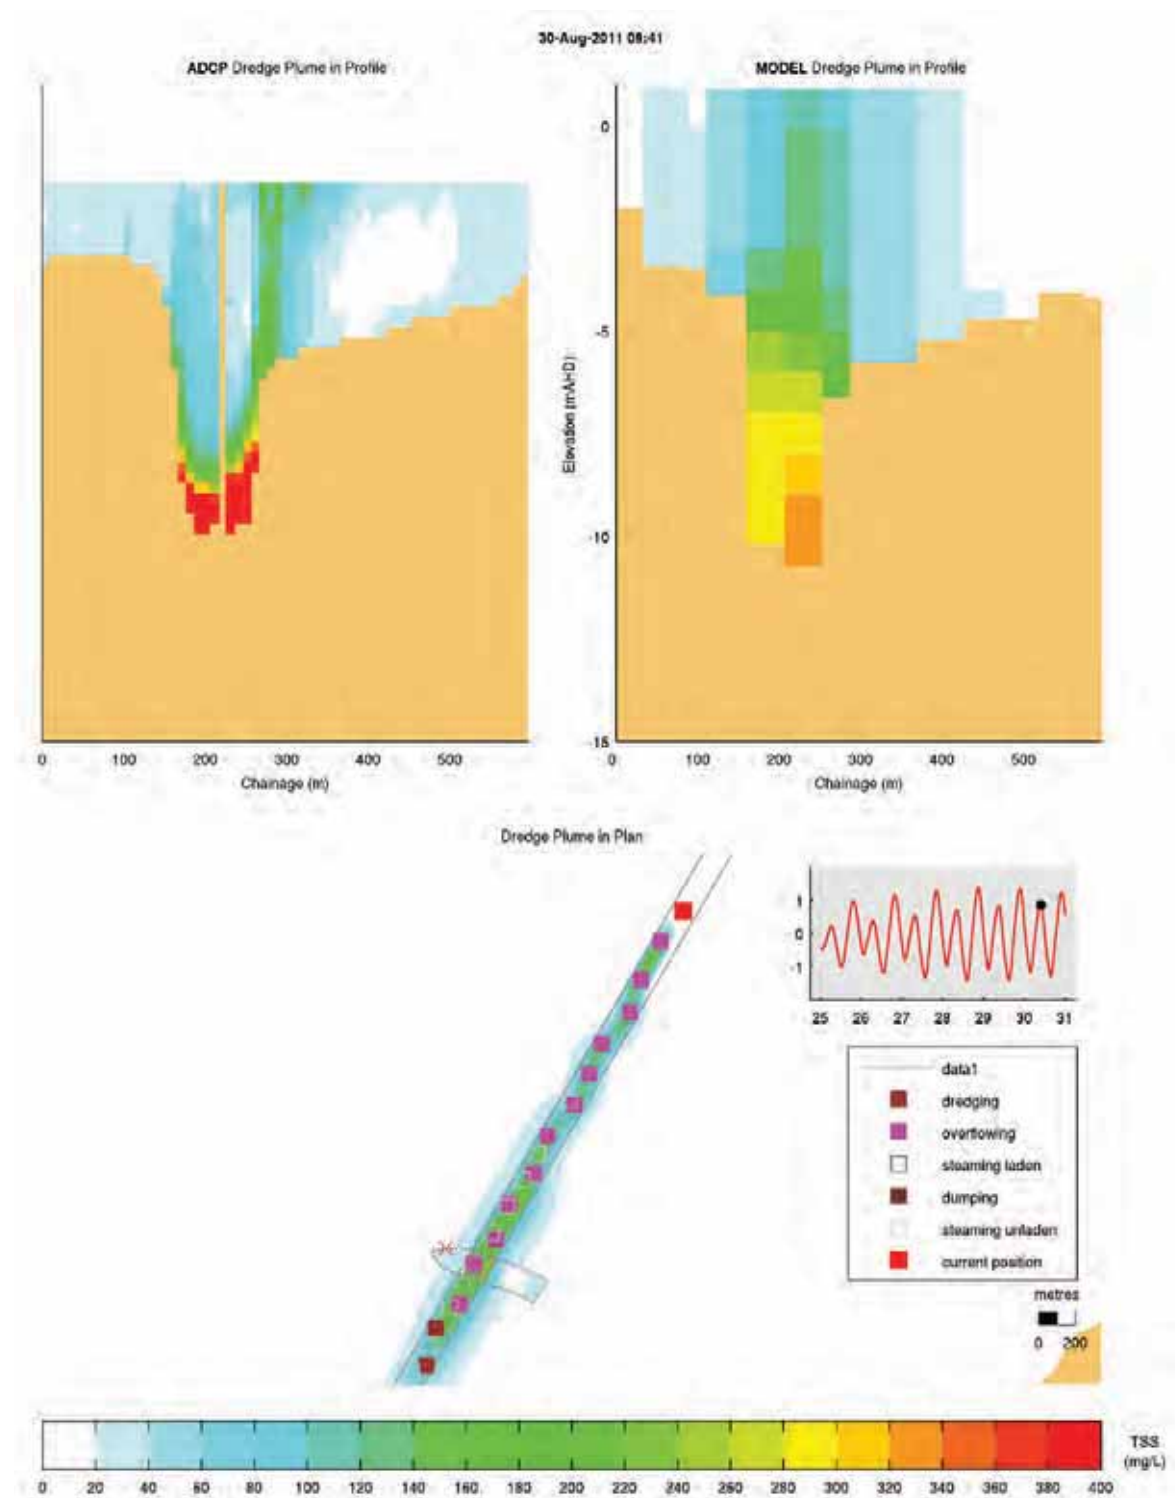 30-Aug-2011 08:41
ADCP Dredge Plume in Profile
MODEL Dredge Plume in Profile
0
-5
-10
-15
Elevation (mAHD)
0 100 200 300 400 500
Chainage (m)
0 100 200 300 400 500
Chainage (m)
Dredge Plume in Plan
1
0
-1
25 26 27 28 29 30 31
data1
dredging
overflowing
steaming laden
dumping
steaming unladen
current position
metres
0 200
0 20 40 60 80 100 120 140 160 180 200 220 240 260 280 300 320 340 360 380 400
TSS
(mg/L)